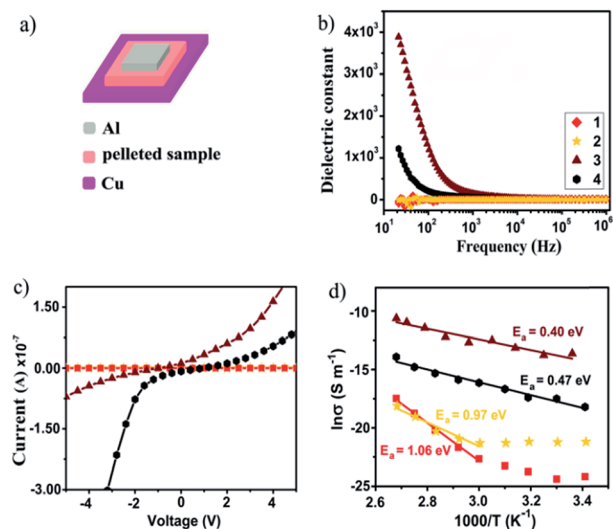 a)
Al
pelleted sample
Cu
b)
Dielectric constant
4x10³
3x10³
2x10³
1x10³
0
10¹ 10² 10³ 10⁴ 10⁵ 10⁶
Frequency (Hz)
1
2
3
4
c)
Current (A) x10⁻⁷
1.50
0.00
-1.50
-3.00
-4 -2 0 2 4
Voltage (V)
d)
lnσ (S m⁻¹)
-10
-15
-20
-25
Eₐ = 0.40 eV
Eₐ = 0.47 eV
Eₐ = 0.97 eV
Eₐ = 1.06 eV
2.6 2.8 3.0 3.2 3.4
1000/T (K⁻¹)